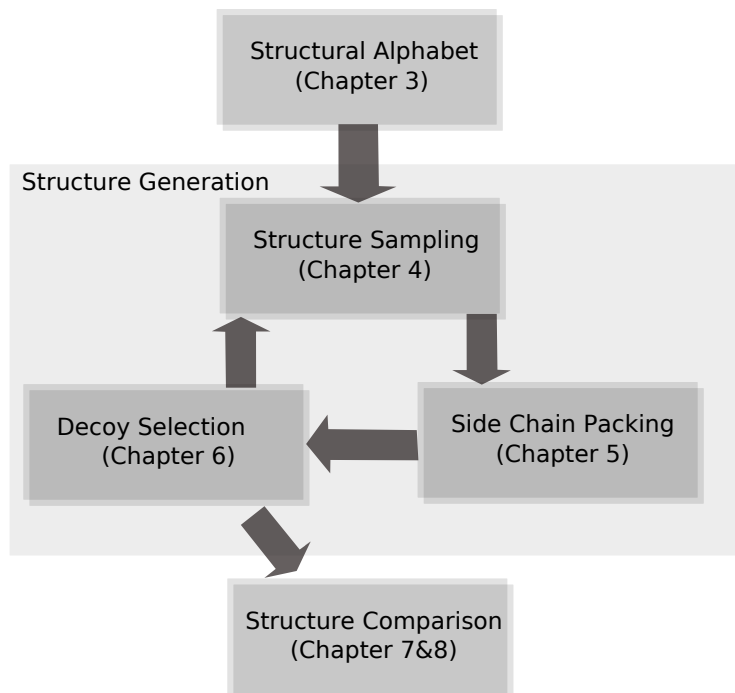 Structural Alphabet
(Chapter 3)
Structure Generation
Structure Sampling
(Chapter 4)
Decoy Selection
(Chapter 6)
Side Chain Packing
(Chapter 5)
Structure Comparison
(Chapter 7&8)